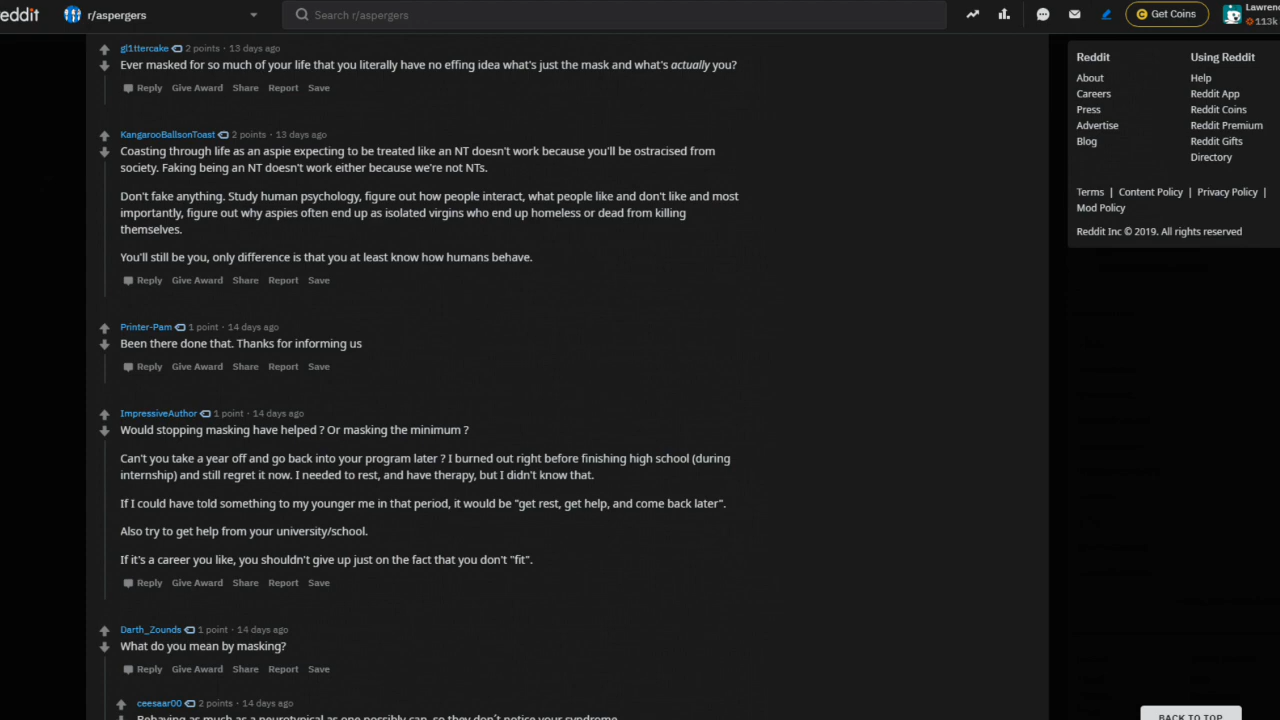 reddit r/aspergers Search r/aspergers Get Coins Lawrenc
113k
gl1ttercake 2 points · 13 days ago
Ever masked for so much of your life that you literally have no effing idea what's just the mask and what's actually you?
Reply Give Award Share Report Save
KangarooBallsonToast 2 points · 13 days ago
Coasting through life as an aspie expecting to be treated like an NT doesn't work because you'll be ostracised from
society. Faking being an NT doesn't work either because we're not NTs.
Don't fake anything. Study human psychology, figure out how people interact, what people like and don't like and most
importantly, figure out why aspies often end up as isolated virgins who end up homeless or dead from killing
themselves.
You'll still be you, only difference is that you at least know how humans behave.
Reply Give Award Share Report Save
Printer-Pam 1 point · 14 days ago
Been there done that. Thanks for informing us
Reply Give Award Share Report Save
ImpressiveAuthor 1 point · 14 days ago
Would stopping masking have helped ? Or masking the minimum ?
Can't you take a year off and go back into your program later ? I burned out right before finishing high school (during
internship) and still regret it now. I needed to rest, and have therapy, but I didn't know that.
If I could have told something to my younger me in that period, it would be "get rest, get help, and come back later".
Also try to get help from your university/school.
If it's a career you like, you shouldn't give up just on the fact that you don't "fit".
Reply Give Award Share Report Save
Darth_Zounds 1 point · 14 days ago
What do you mean by masking?
Reply Give Award Share Report Save
ceesaar00 2 points · 14 days ago
Behaving as much as a neurotypical as one possibly can, so they don't notice your syndrome.
Reddit Using Reddit
About Help
Careers Reddit App
Press Reddit Coins
Advertise Reddit Premium
Blog Reddit Gifts
Directory
Terms | Content Policy | Privacy Policy |
Mod Policy
Reddit Inc © 2019. All rights reserved
BACK TO TOP